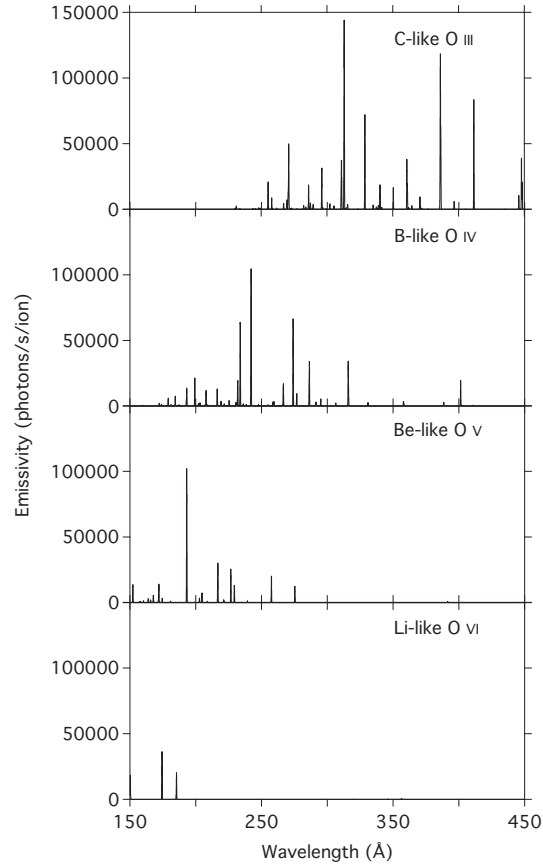 150000
C-like O III
100000
50000
0
B-like O IV
100000
50000
0
Be-like O V
100000
50000
0
Li-like O VI
100000
50000
0
150
250
350
450
Wavelength (Å)
Emissivity (photons/s/ion)